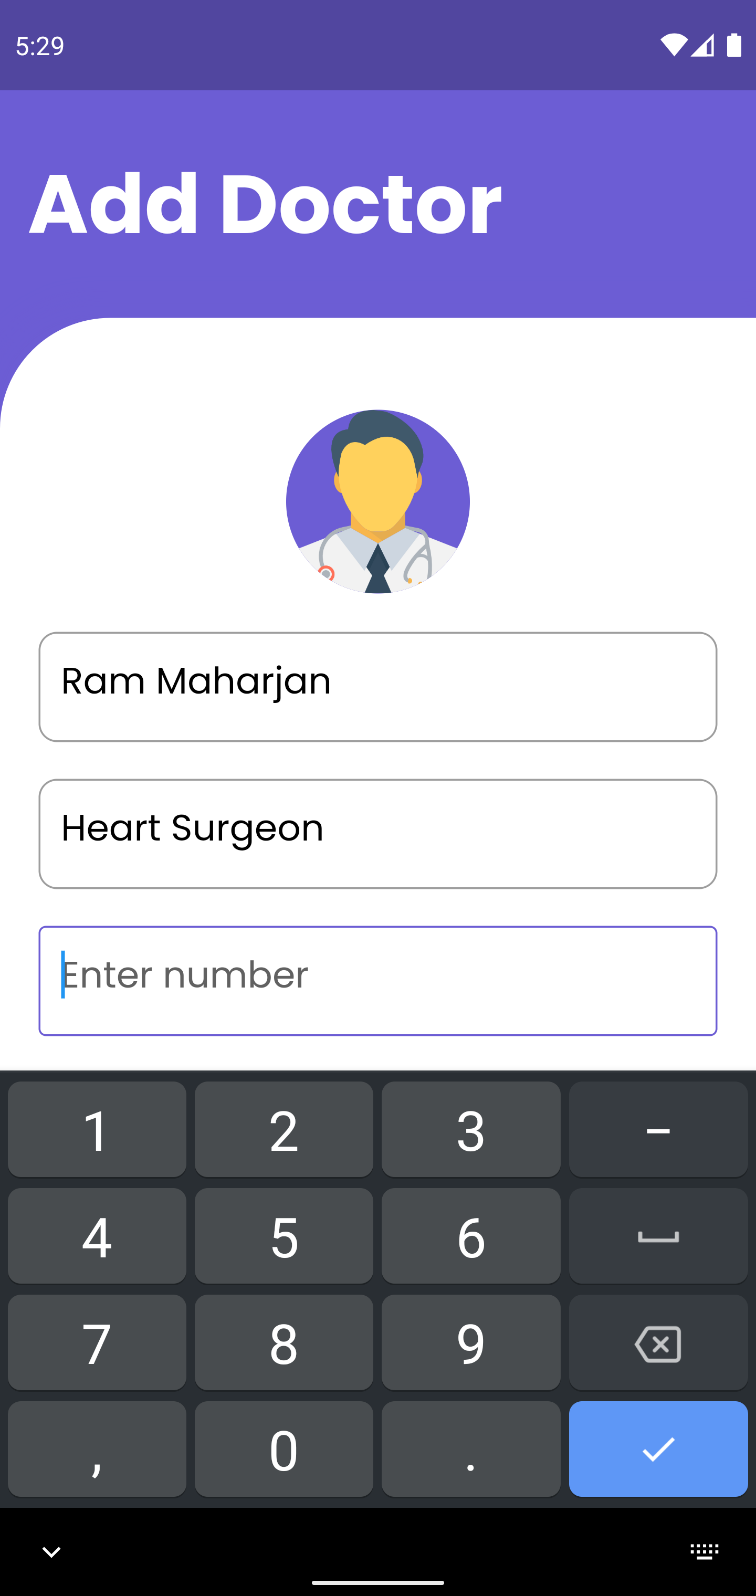 5:29
Add Doctor
Ram Maharjan
Heart Surgeon
Enter number
1 2 3 –
4 5 6
7 8 9
, 0 .